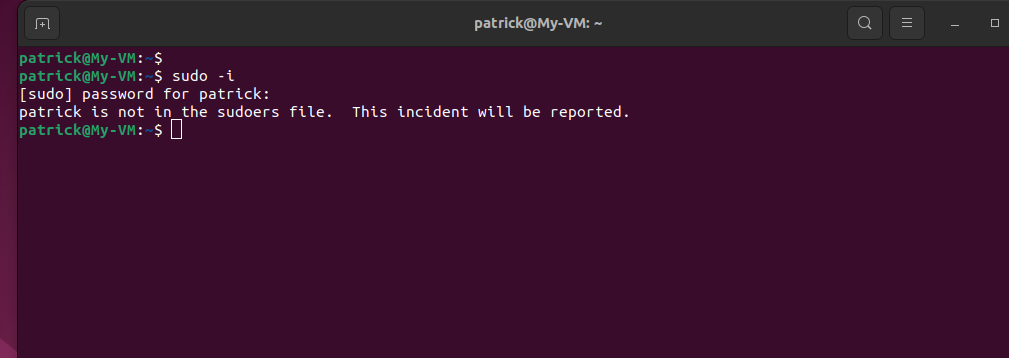 patrick@My-VM: ~
patrick@My-VM:~$
patrick@My-VM:~$ sudo -i
[sudo] password for patrick:
patrick is not in the sudoers file.  This incident will be reported.
patrick@My-VM:~$